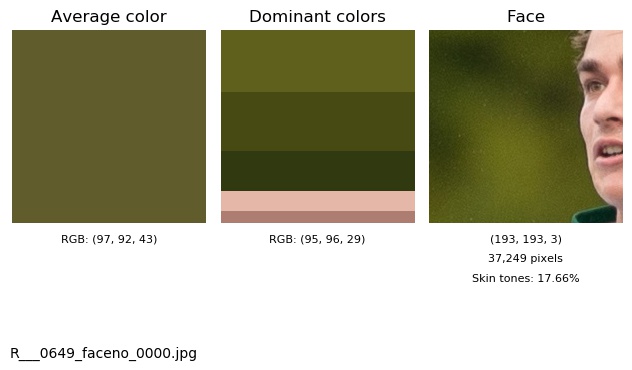 Average color
Dominant colors
Face
RGB: (97, 92, 43)
RGB: (95, 96, 29)
(193, 193, 3)
37,249 pixels
Skin tones: 17.66%
R___0649_faceno_0000.jpg